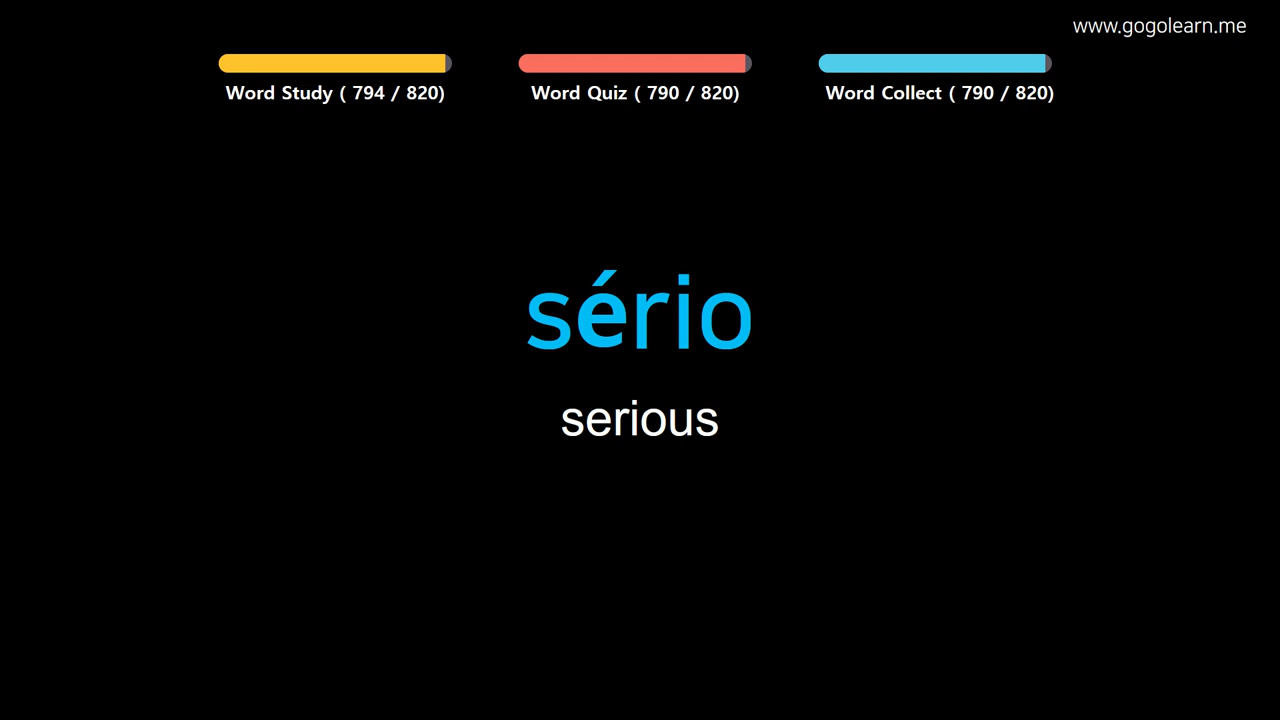 www.gogolearn.me
Word Study ( 794 / 820)
Word Quiz ( 790 / 820)
Word Collect ( 790 / 820)
sério
serious